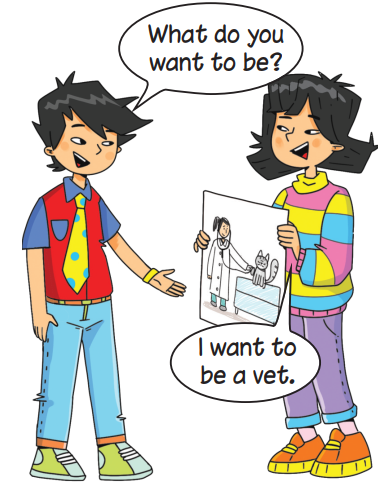 What do you
want to be?
I want to
be a vet.